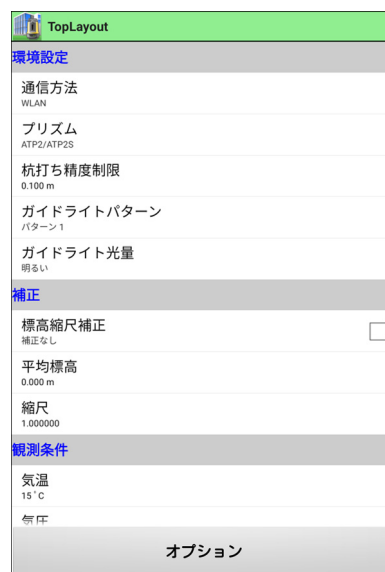 TopLayout
環境設定
通信方法
WLAN
プリズム
ATP2/ATP2S
杭打ち精度制限
0.100 m
ガイドライトパターン
パターン 1
ガイドライト光量
明るい
補正
標高縮尺補正
補正なし
平均標高
0.000 m
縮尺
1.000000
観測条件
気温
15˚C
気圧
オプション